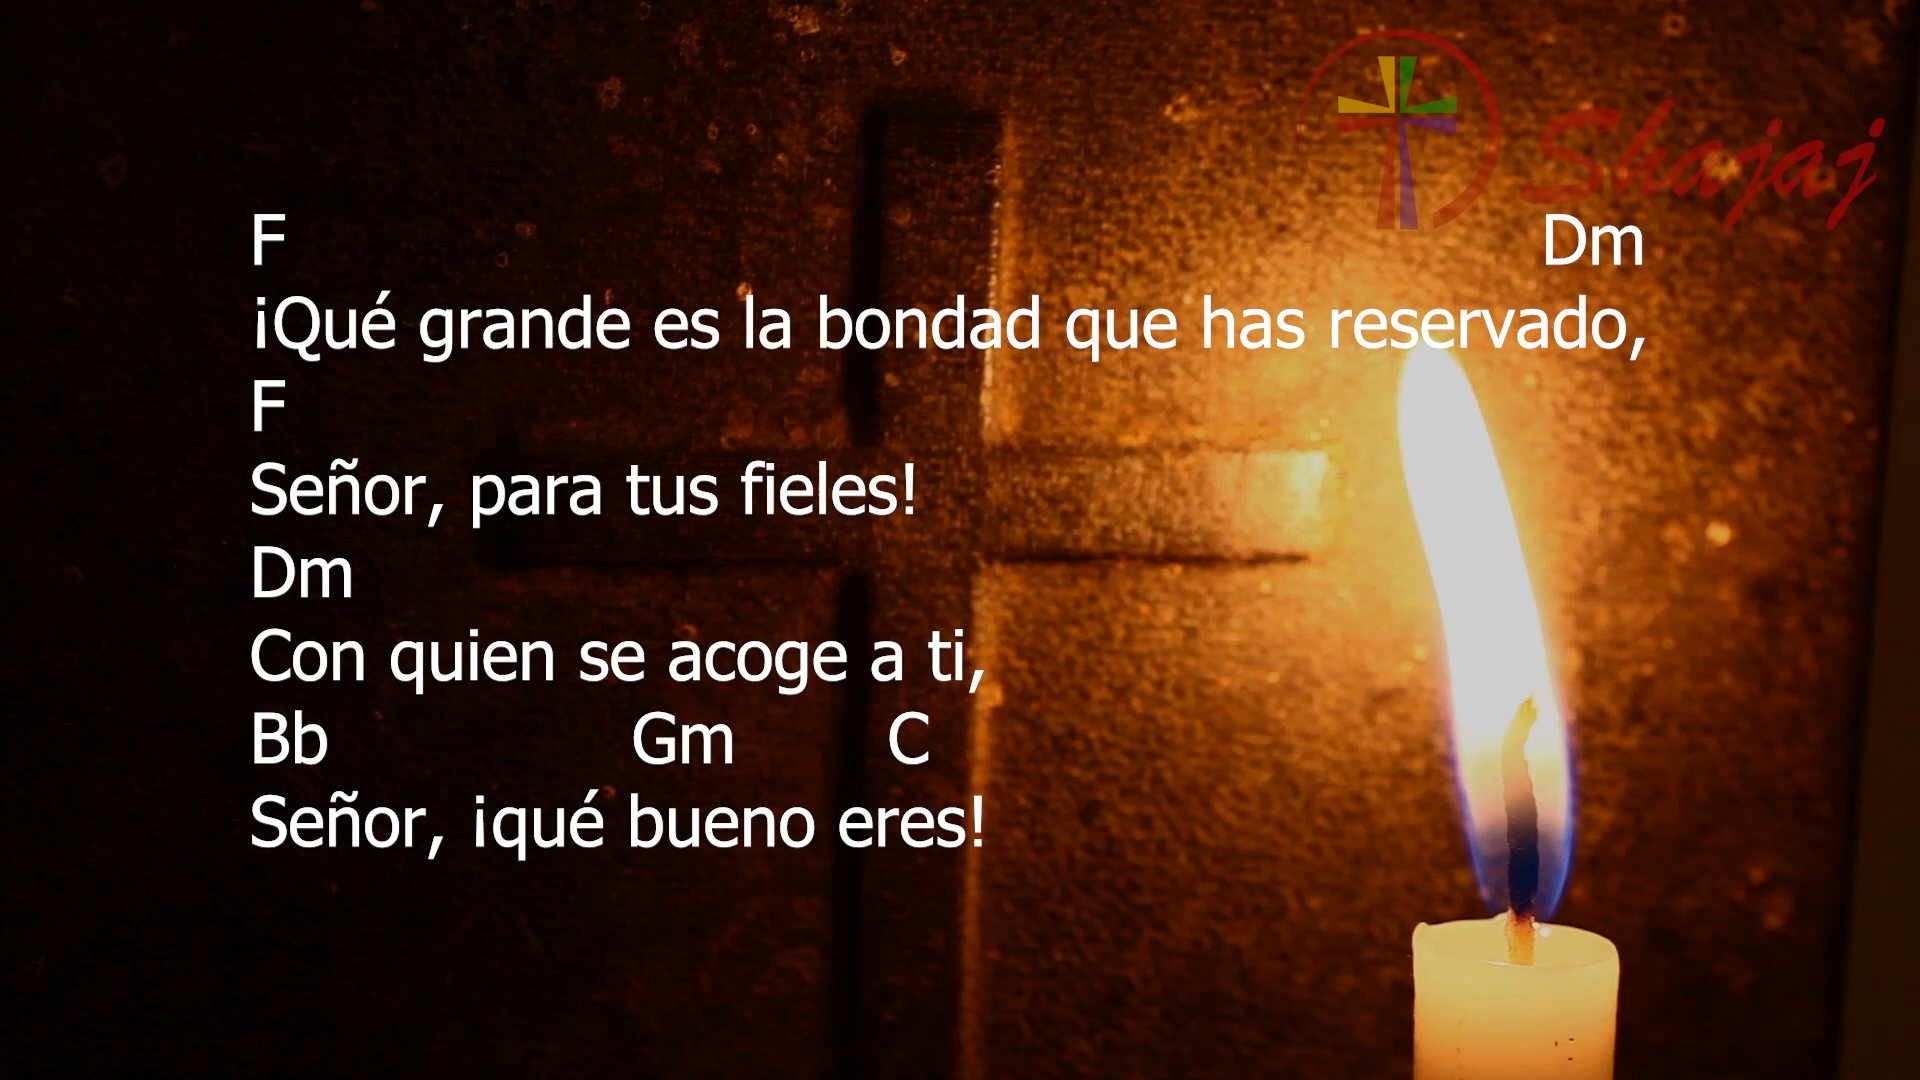 Shajaj
F Dm
¡Qué grande es la bondad que has reservado,
F
Señor, para tus fieles!
Dm
Con quien se acoge a ti,
Bb Gm C
Señor, ¡qué bueno eres!